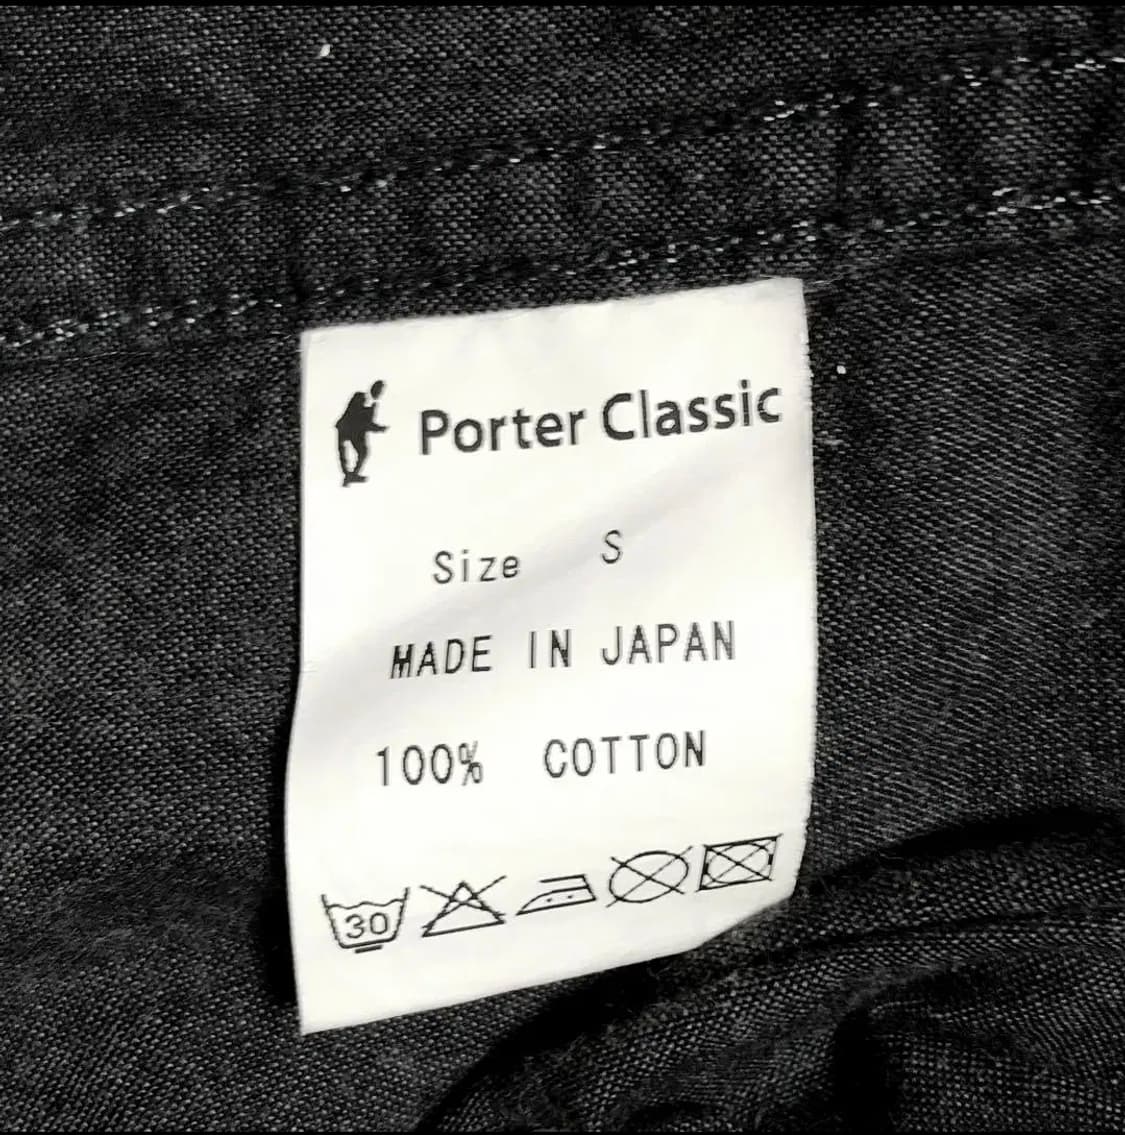 Porter Classic
Size S
MADE IN JAPAN
100% COTTON
30